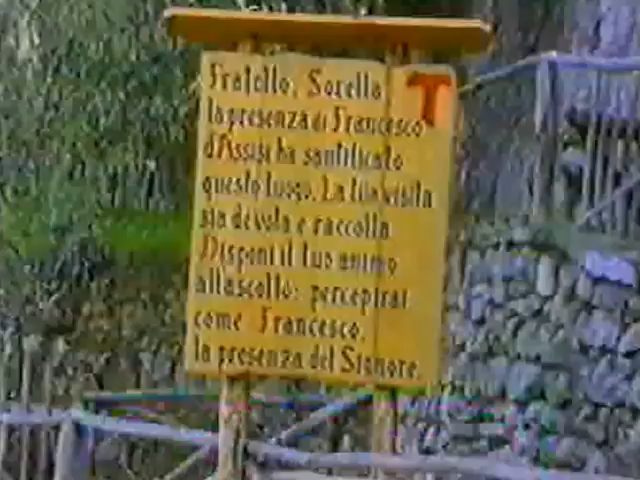 Fratello, Sorella,
la presenza di Francesco
d'Assisi ha santificato
questo luogo. La tua visita
sia devota e raccolta.
Disponi il tuo animo
all'ascolto: percepirai
come Francesco,
la presenza del Signore.